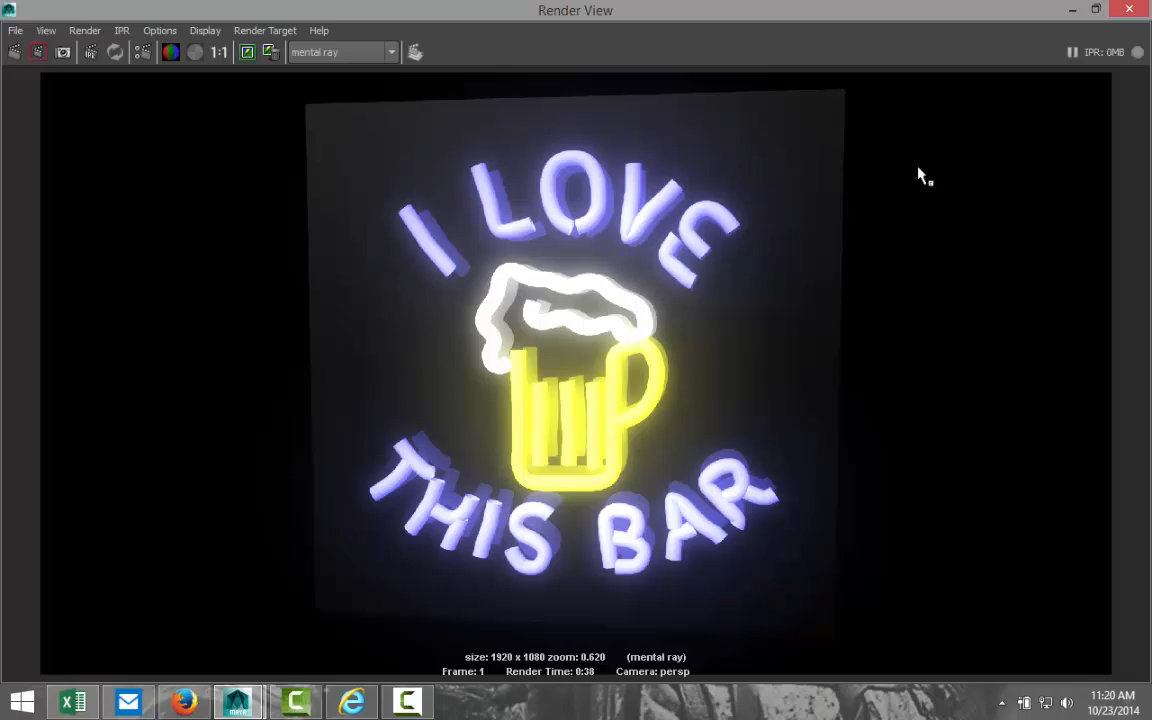 Render View
File View Render IPR Options Display Render Target Help
1:1 mental ray IPR: 0MB
I LOVE
THIS BAR
size: 1920 x 1080 zoom: 0.620 (mental ray)
Frame: 1 Render Time: 0:38 Camera: persp
11:20 AM
10/23/2014